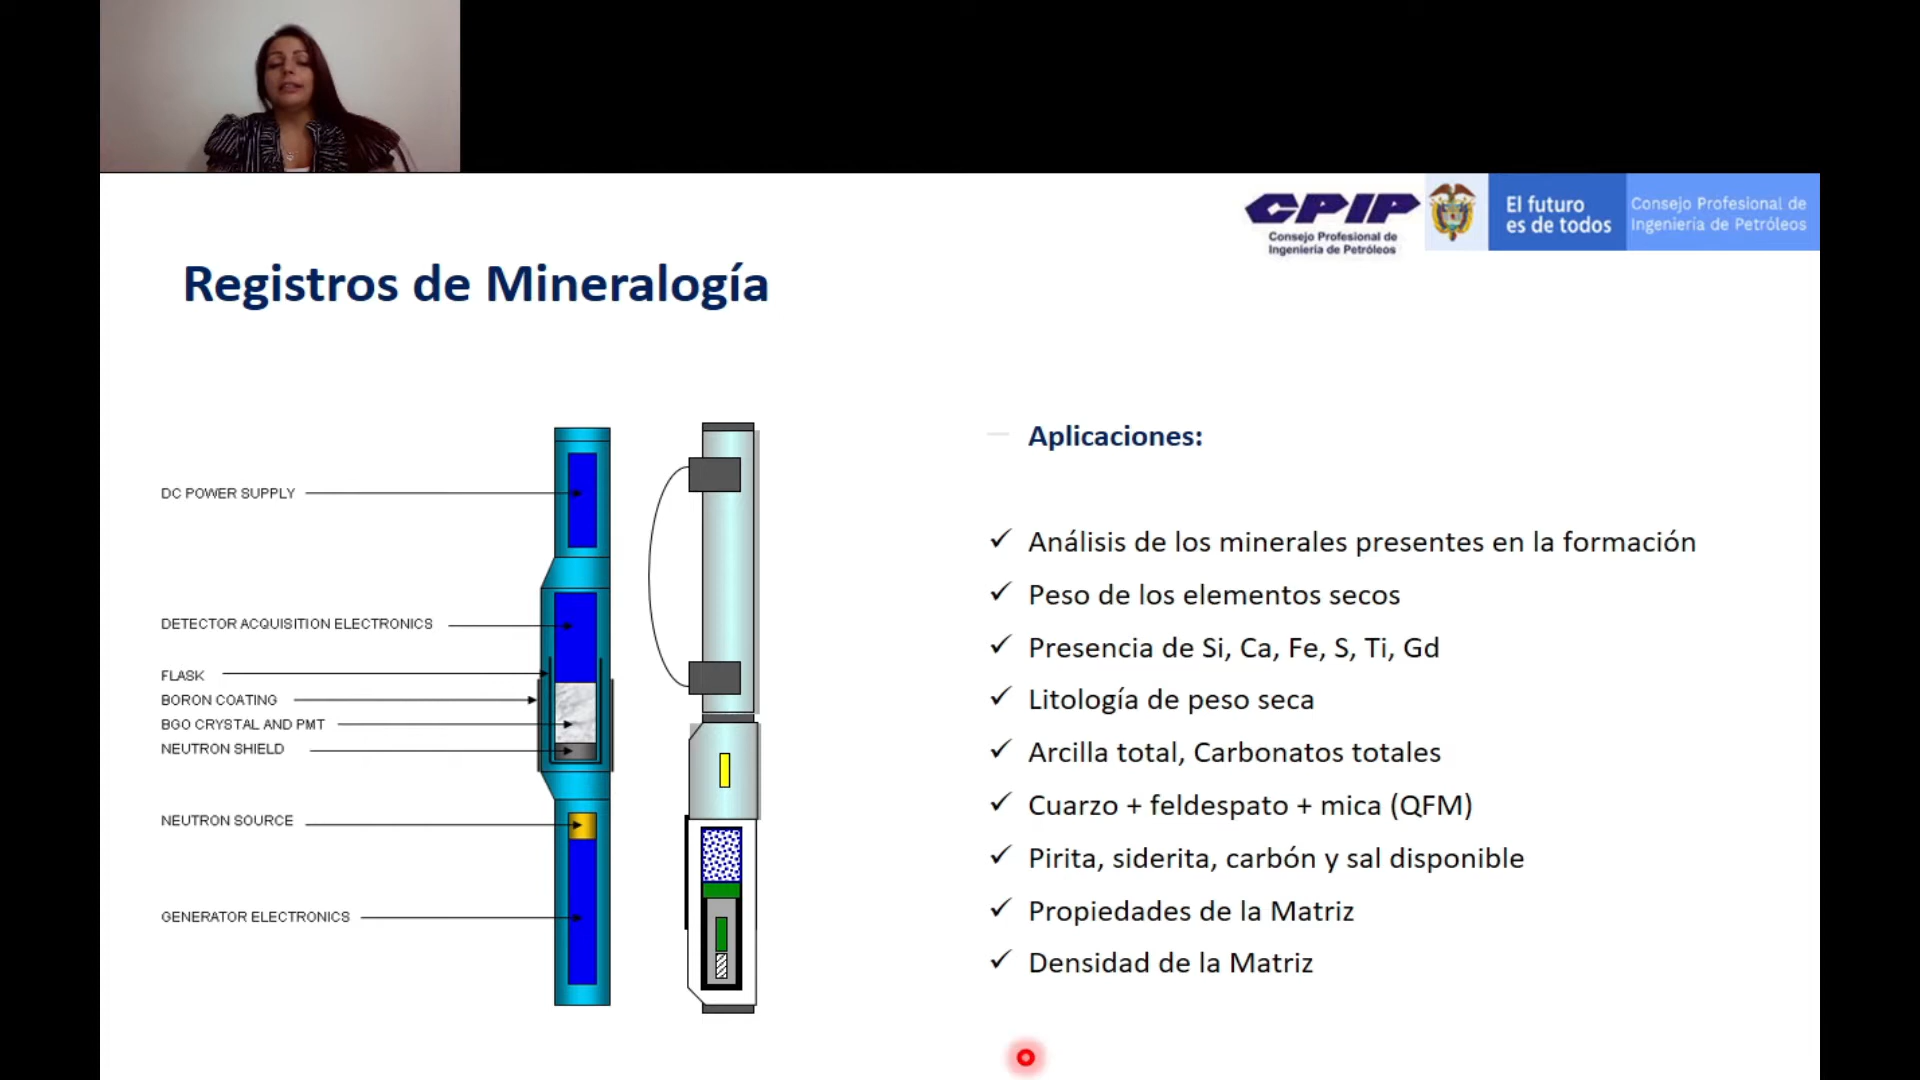 CPIP
Consejo Profesional de
Ingeniería de Petróleos
El futuro
es de todos
Consejo Profesional de
Ingeniería de Petróleos
Registros de Mineralogía
DC POWER SUPPLY
DETECTOR ACQUISITION ELECTRONICS
FLASK
BORON COATING
BGO CRYSTAL AND PMT
NEUTRON SHIELD
NEUTRON SOURCE
GENERATOR ELECTRONICS
Aplicaciones:
Análisis de los minerales presentes en la formación
Peso de los elementos secos
Presencia de Si, Ca, Fe, S, Ti, Gd
Litología de peso seca
Arcilla total, Carbonatos totales
Cuarzo + feldespato + mica (QFM)
Pirita, siderita, carbón y sal disponible
Propiedades de la Matriz
Densidad de la Matriz